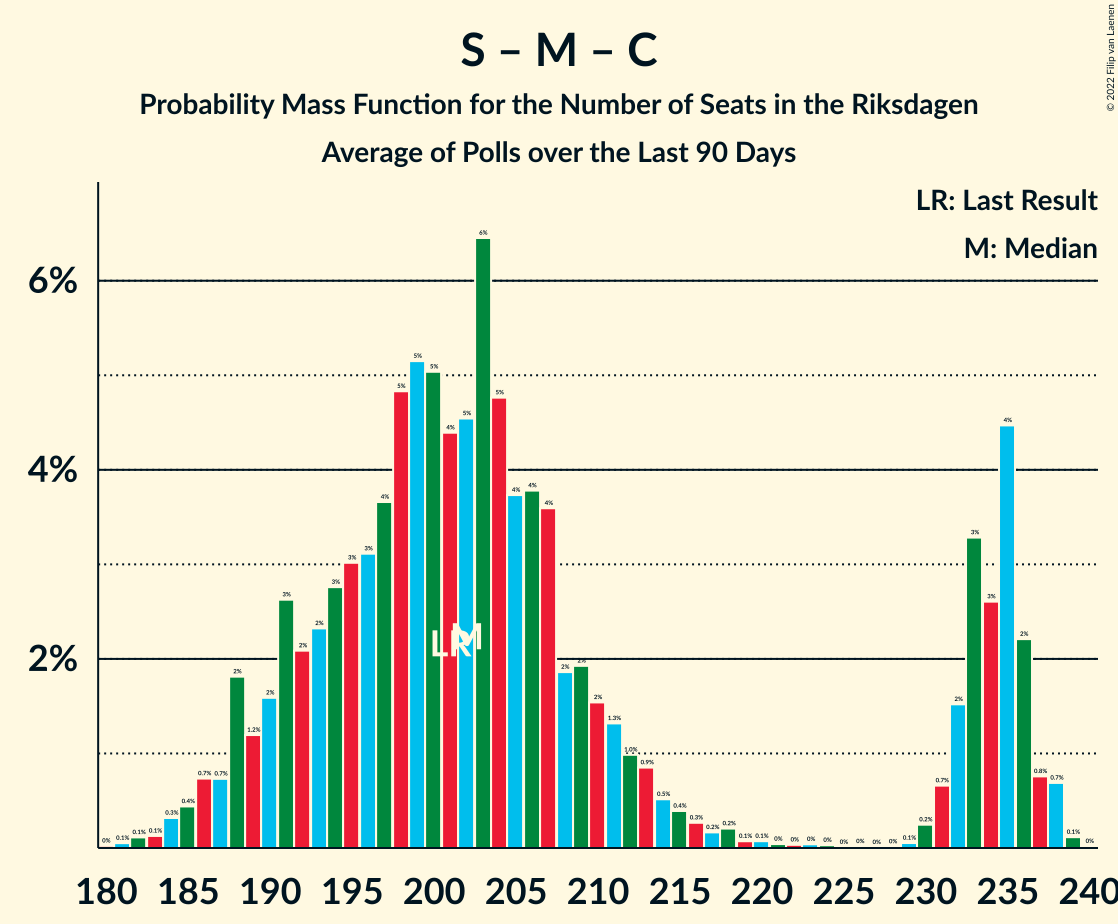 S – M – C
Probability Mass Function for the Number of Seats in the Riksdagen
Average of Polls over the Last 90 Days
© 2022 Filip van Laenen
LR: Last Result
M: Median
6%
4%
2%
0% 0.1% 0.1% 0.1% 0.3% 0.4% 0.7% 0.7% 2% 1.2% 2% 3% 2% 2% 3% 3% 3% 4% 5% 5% 5% 4% 5% 6% 5% 4% 4% 4% 2% 2% 2% 1.3% 1.0% 0.9% 0.5% 0.4% 0.3% 0.2% 0.2% 0.1% 0.1% 0% 0% 0% 0% 0% 0% 0% 0% 0.1% 0.2% 0.7% 2% 3% 3% 4% 2% 0.8% 0.7% 0.1% 0%
LR M
180 185 190 195 200 205 210 215 220 225 230 235 240